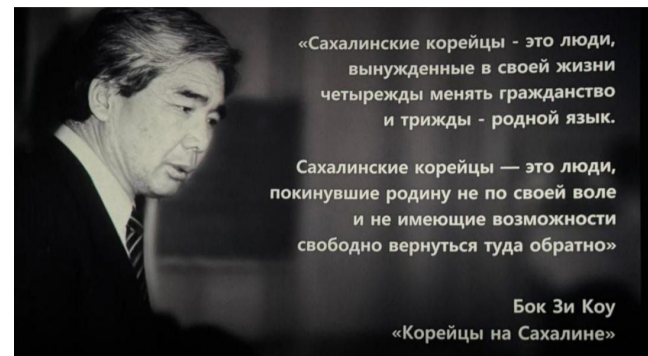 «Сахалинские корейцы - это люди,
вынужденные в своей жизни
четырежды менять гражданство
и трижды - родной язык.
Сахалинские корейцы — это люди,
покинувшие родину не по своей воле
и не имеющие возможности
свободно вернуться туда обратно»
Бок Зи Коу
«Корейцы на Сахалине»